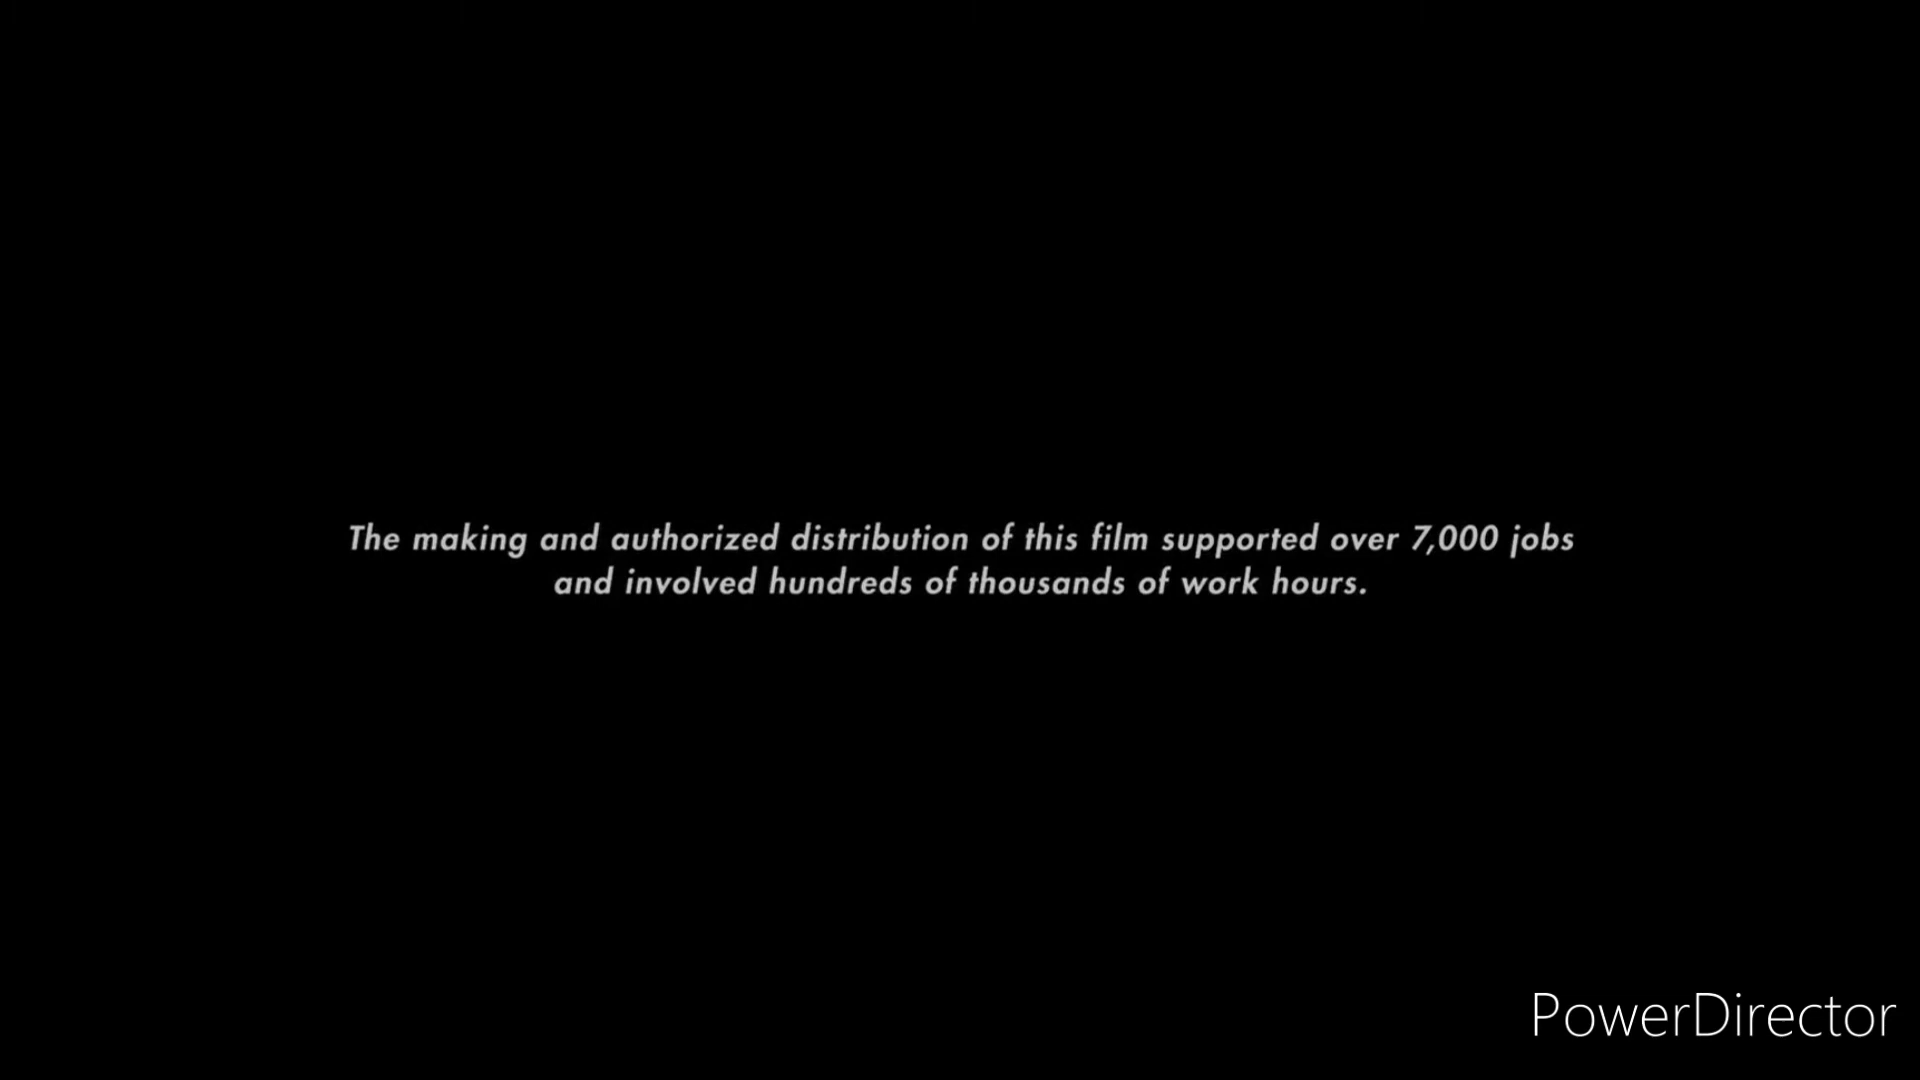 The making and authorized distribution of this film supported over 7,000 jobs
and involved hundreds of thousands of work hours.
PowerDirector